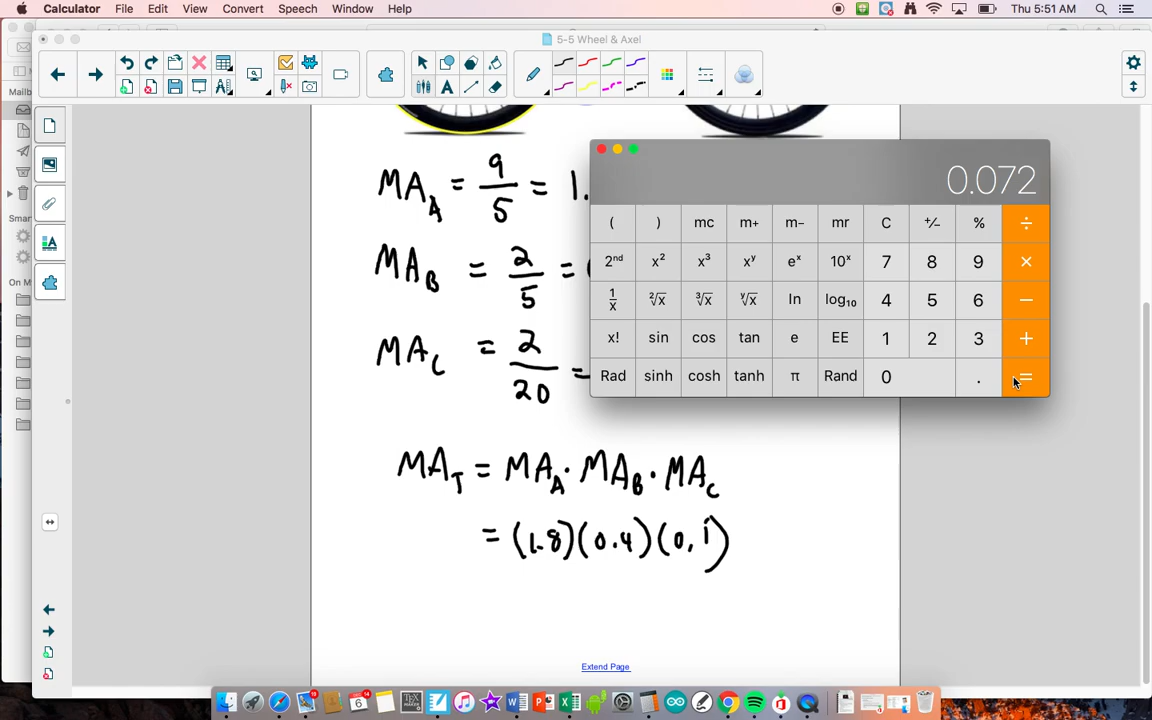 Calculator File Edit View Convert Speech Window Help Thu 5:51 AM
5-5 Wheel & Axel
Mailb
Smar
On M
MA_A = 9/5 = 1.
MA_B = 2/5 =
MA_C = 2/20 =
0.072
( ) mc m+ m- mr C ⁺∕₋ % ÷
2nd x² x³ xʸ eˣ 10ˣ 7 8 9 ×
1/x ²√x ³√x ʸ√x ln log₁₀ 4 5 6 −
x! sin cos tan e EE 1 2 3 +
Rad sinh cosh tanh π Rand 0 . =
MA_T = MA_A · MA_B · MA_C
= (1.8)(0.4)(0.1)
Extend Page